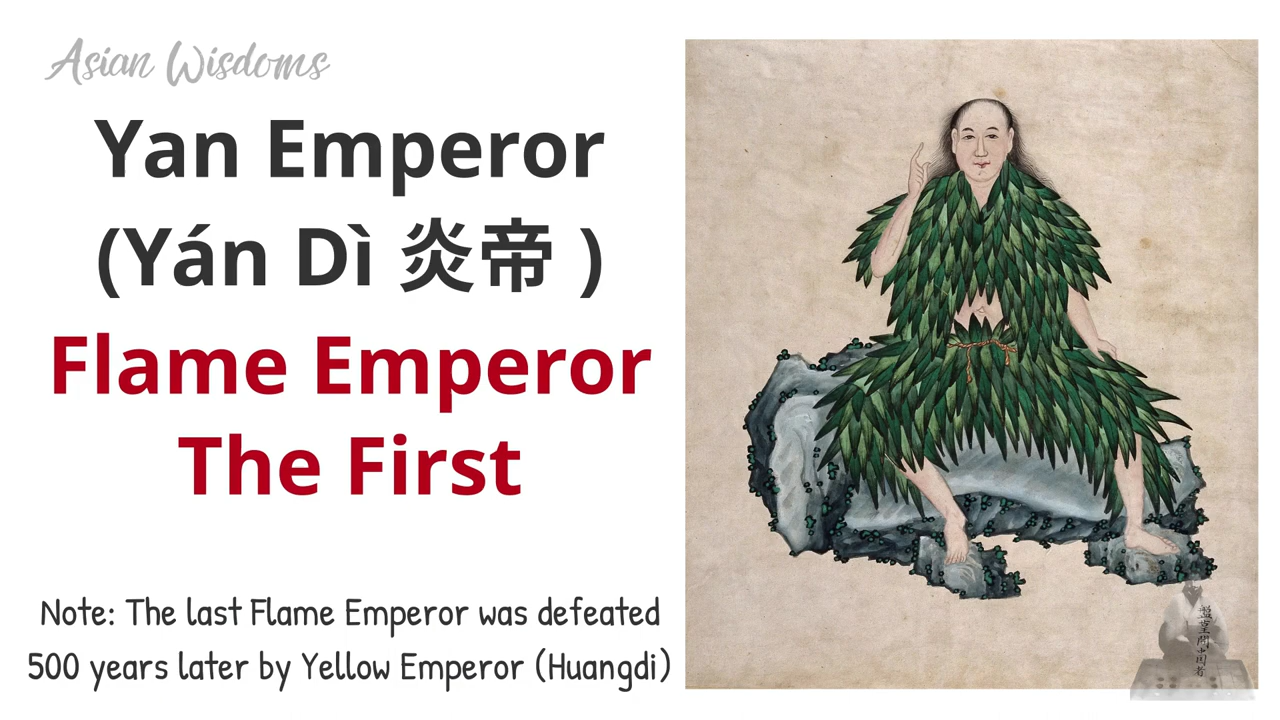 Asian Wisdoms
Yan Emperor
(Yán Dì 炎帝 )
Flame Emperor
The First
Note: The last Flame Emperor was defeated
500 years later by Yellow Emperor (Huangdi)